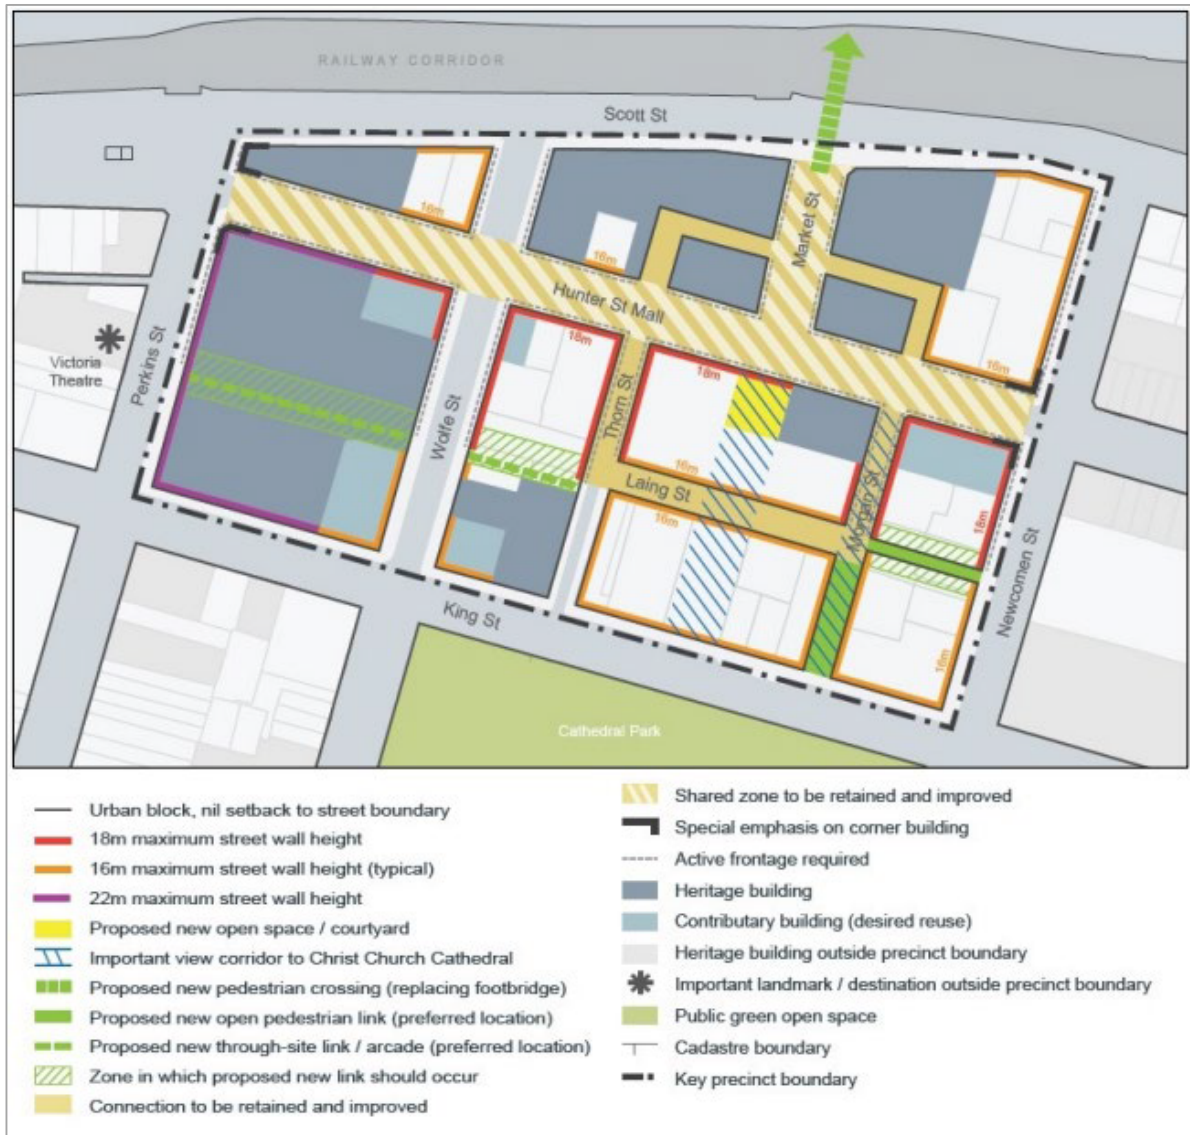 RAILWAY CORRIDOR
Scott St
Market St
16m
16m
Hunter St Mall
Victoria
Theatre
Perkins St
18m
18m
16m
Wolfe St
Thorn St
16m
Laing St
16m
Morgan St
18m
Newcomen St
King St
16m
Cathedral Park
Urban block, nil setback to street boundary
18m maximum street wall height
16m maximum street wall height (typical)
22m maximum street wall height
Proposed new open space / courtyard
Important view corridor to Christ Church Cathedral
Proposed new pedestrian crossing (replacing footbridge)
Proposed new open pedestrian link (preferred location)
Proposed new through-site link / arcade (preferred location)
Zone in which proposed new link should occur
Connection to be retained and improved
Shared zone to be retained and improved
Special emphasis on corner building
Active frontage required
Heritage building
Contributary building (desired reuse)
Heritage building outside precinct boundary
Important landmark / destination outside precinct boundary
Public green open space
Cadastre boundary
Key precinct boundary